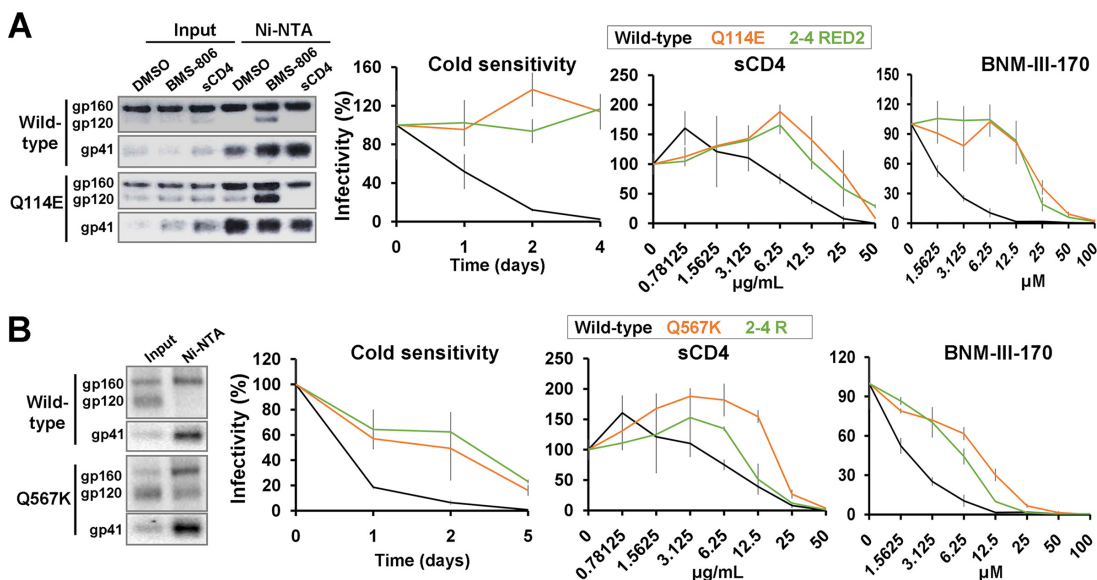 A
Input Ni-NTA
DMSO BMS-806 sCD4 DMSO BMS-806 sCD4
Wild-type
gp160
gp120
gp41
Q114E
gp160
gp120
gp41
Wild-type Q114E 2-4 RED2
Cold sensitivity
Infectivity (%)
160
120
80
40
0
0 1 2 4
Time (days)
sCD4
250
200
150
100
50
0
0 0.78125 1.5625 3.125 6.25 12.5 25 50
µg/mL
BNM-III-170
150
120
90
60
30
0
0 1.5625 3.125 6.25 12.5 25 50 100
µM
B
Input Ni-NTA
Wild-type
gp160
gp120
gp41
Q567K
gp160
gp120
gp41
Wild-type Q567K 2-4 R
Cold sensitivity
Infectivity (%)
120
100
80
60
40
20
0
0 1 2 5
Time (days)
sCD4
250
200
150
100
50
0
0 0.78125 1.5625 3.125 6.25 12.5 25 50
µg/mL
BNM-III-170
120
90
60
30
0
0 1.5625 3.125 6.25 12.5 25 50 100
µM